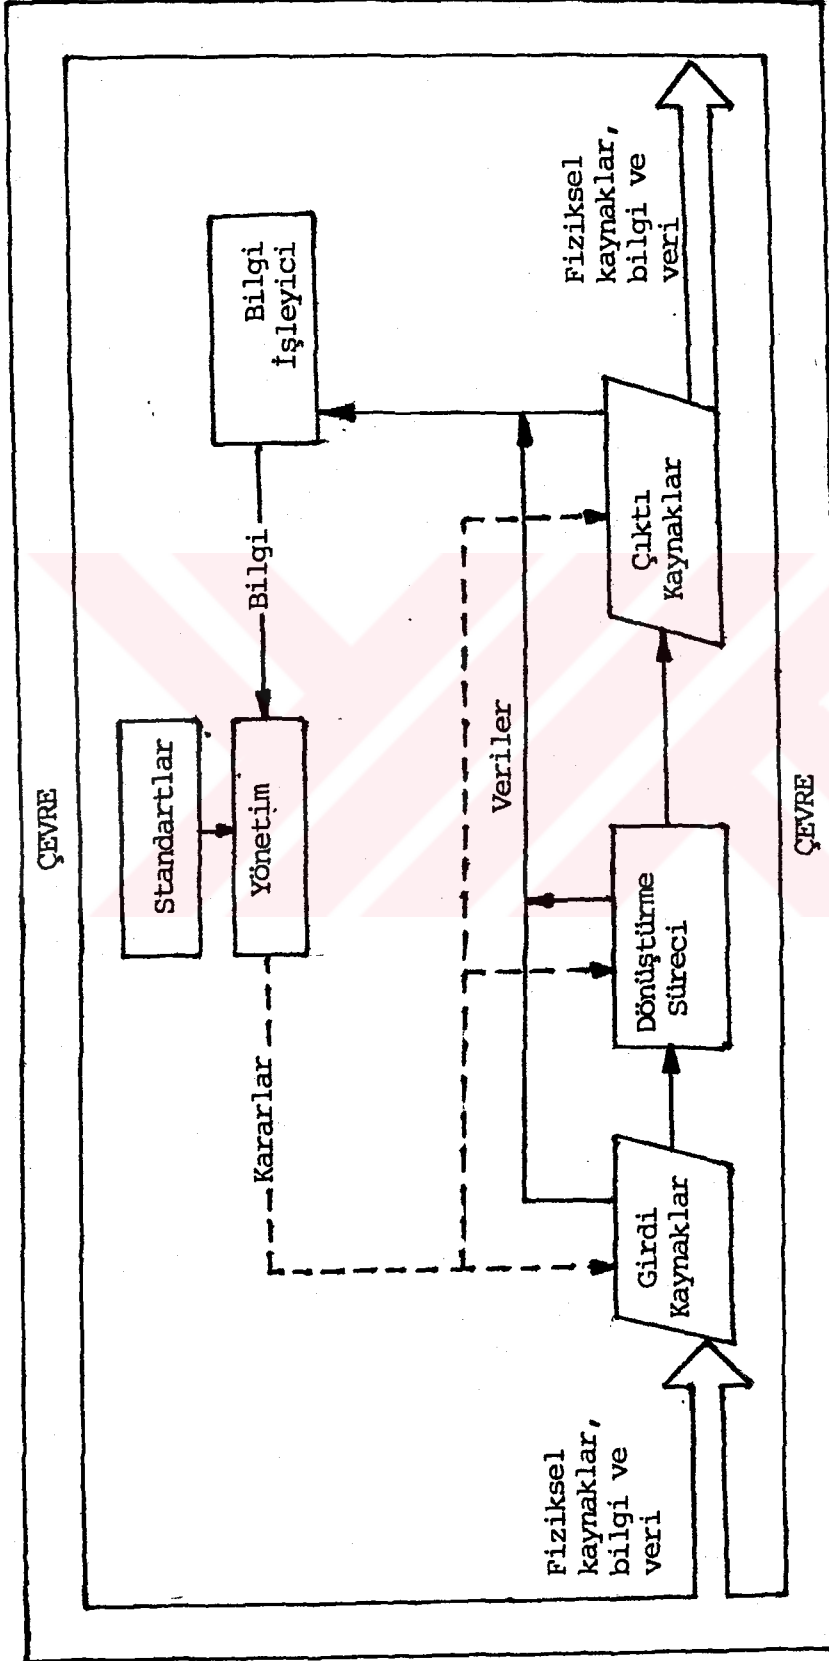 ÇEVRE
Standartlar
Yönetim
Bilgi
Bilgi
İşleyici
Kararlar
Veriler
Fiziksel
kaynaklar,
bilgi ve
veri
Girdi
Kaynaklar
Dönüştürme
Süreci
Çıktı
Kaynaklar
Fiziksel
kaynaklar,
bilgi ve
veri
ÇEVRE